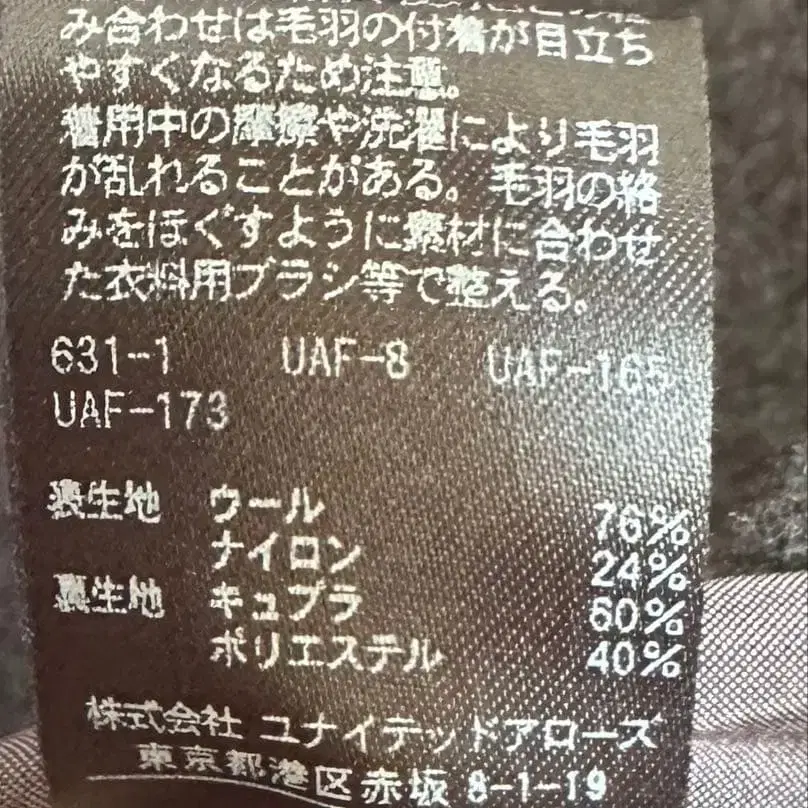 み合わせは毛羽の付着が目立ち
やすくなるため注意。
着用中の摩擦や洗濯により毛羽
が乱れることがある。毛羽の絡
みをほぐすように素材に合わせ
た衣料用ブラシ等で整える。
631-1 UAF-8 UAF-165
UAF-173
表生地 ウール 76%
ナイロン 24%
裏生地 キュプラ 60%
ポリエステル 40%
株式会社 ユナイテッドアローズ
東京都港区赤坂 8-1-19